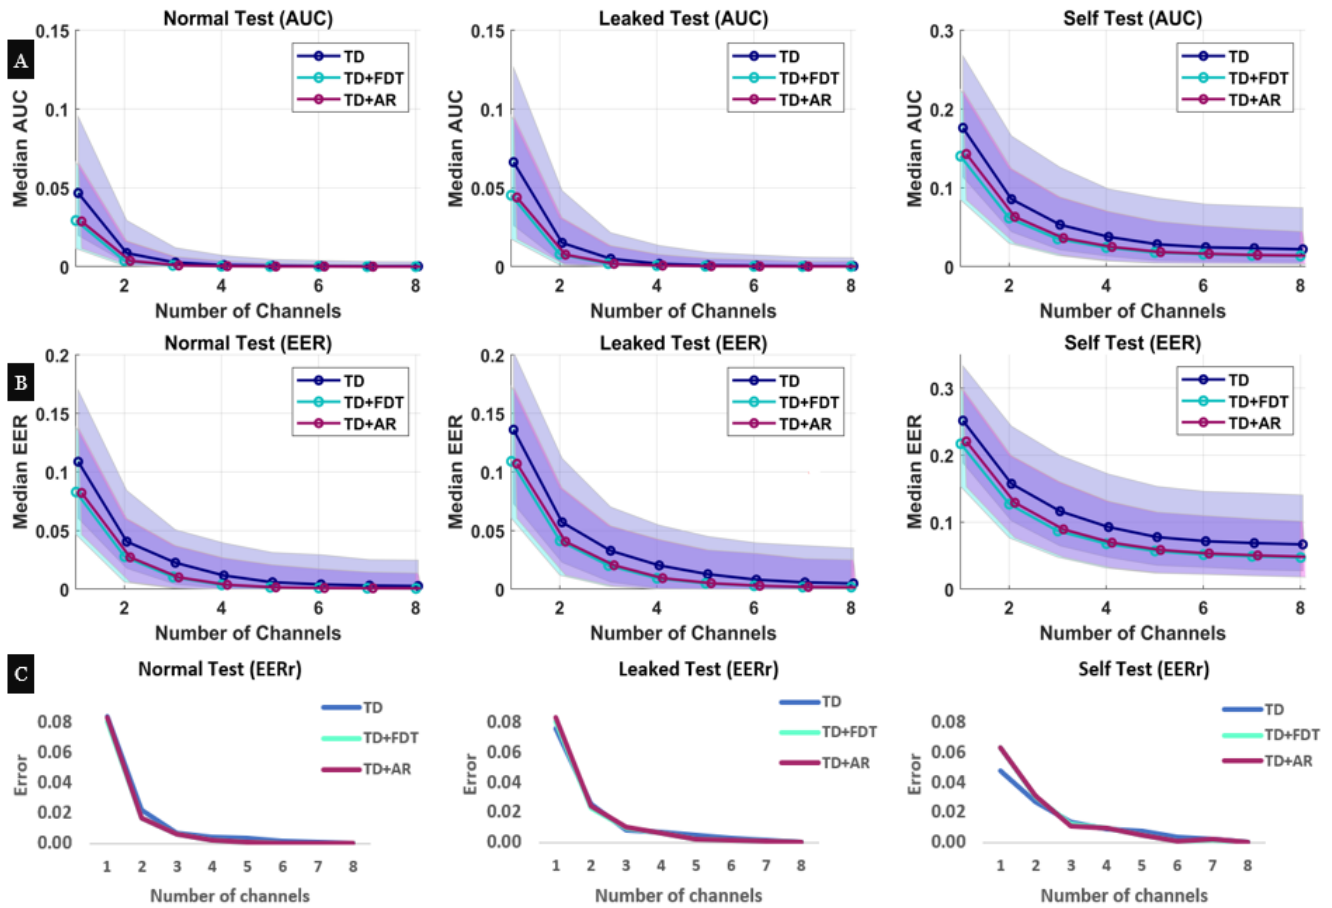 A
Normal Test (AUC)
Median AUC
0.15
0.1
0.05
0
2
4
6
8
Number of Channels
TD
TD+FDT
TD+AR
Leaked Test (AUC)
Median AUC
0.15
0.1
0.05
0
2
4
6
8
Number of Channels
TD
TD+FDT
TD+AR
Self Test (AUC)
Median AUC
0.3
0.2
0.1
0
2
4
6
8
Number of Channels
TD
TD+FDT
TD+AR
B
Normal Test (EER)
Median EER
0.2
0.15
0.1
0.05
0
2
4
6
8
Number of Channels
TD
TD+FDT
TD+AR
Leaked Test (EER)
Median EER
0.2
0.15
0.1
0.05
0
2
4
6
8
Number of Channels
TD
TD+FDT
TD+AR
Self Test (EER)
Median EER
0.3
0.2
0.1
0
2
4
6
8
Number of Channels
TD
TD+FDT
TD+AR
C
Normal Test (EERr)
Error
0.08
0.06
0.04
0.02
0.00
1
2
3
4
5
6
7
8
Number of channels
TD
TD+FDT
TD+AR
Leaked Test (EERr)
Error
0.08
0.06
0.04
0.02
0.00
1
2
3
4
5
6
7
8
Number of channels
TD
TD+FDT
TD+AR
Self Test (EERr)
Error
0.08
0.06
0.04
0.02
0.00
1
2
3
4
5
6
7
8
Number of channels
TD
TD+FDT
TD+AR